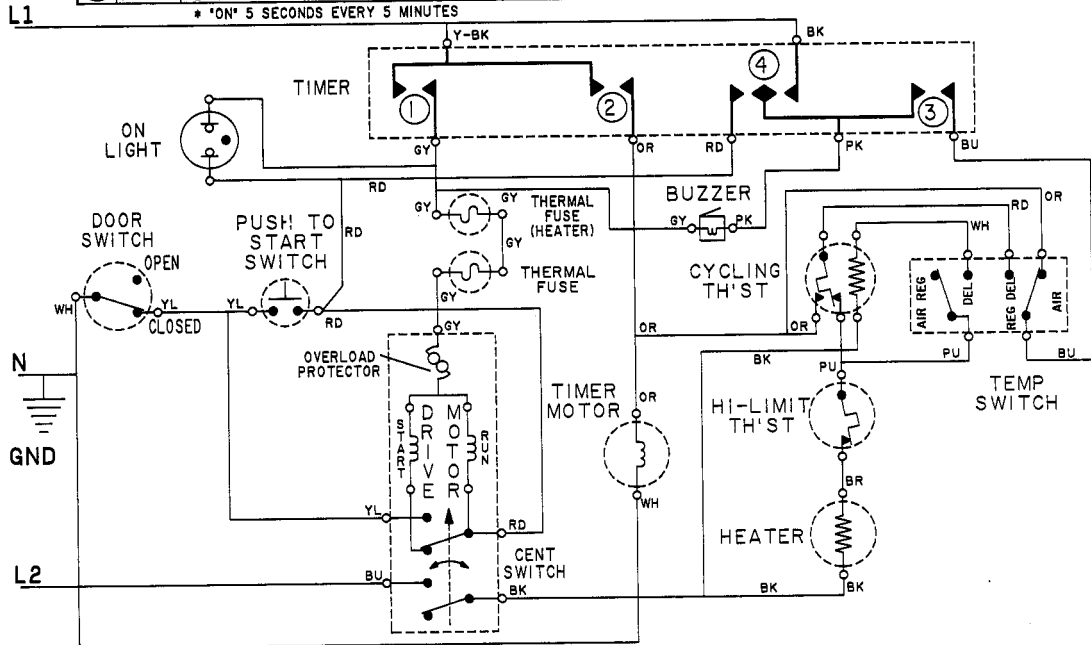 L1
* "ON" 5 SECONDS EVERY 5 MINUTES
Y-BK
BK
TIMER
1
2
4
3
GY
OR
RD
PK
BU
ON
LIGHT
RD
RD
GY
GY
THERMAL
FUSE
(HEATER)
GY
THERMAL
FUSE
GY
GY
BUZZER
GY
PK
RD
OR
WH
CYCLING
TH'ST
OR
OR
BK
PU
AIR REG
DEL
REG DEL
AIR
PU
BU
TEMP
SWITCH
DOOR
SWITCH
OPEN
WH
YL
CLOSED
PUSH TO
START
SWITCH
YL
RD
N
GND
OVERLOAD
PROTECTOR
START
DRIVE
MOTOR
RUN
YL
RD
CENT
SWITCH
BU
BK
L2
TIMER
MOTOR
OR
WH
HI-LIMIT
TH'ST
BR
HEATER
BK
BK